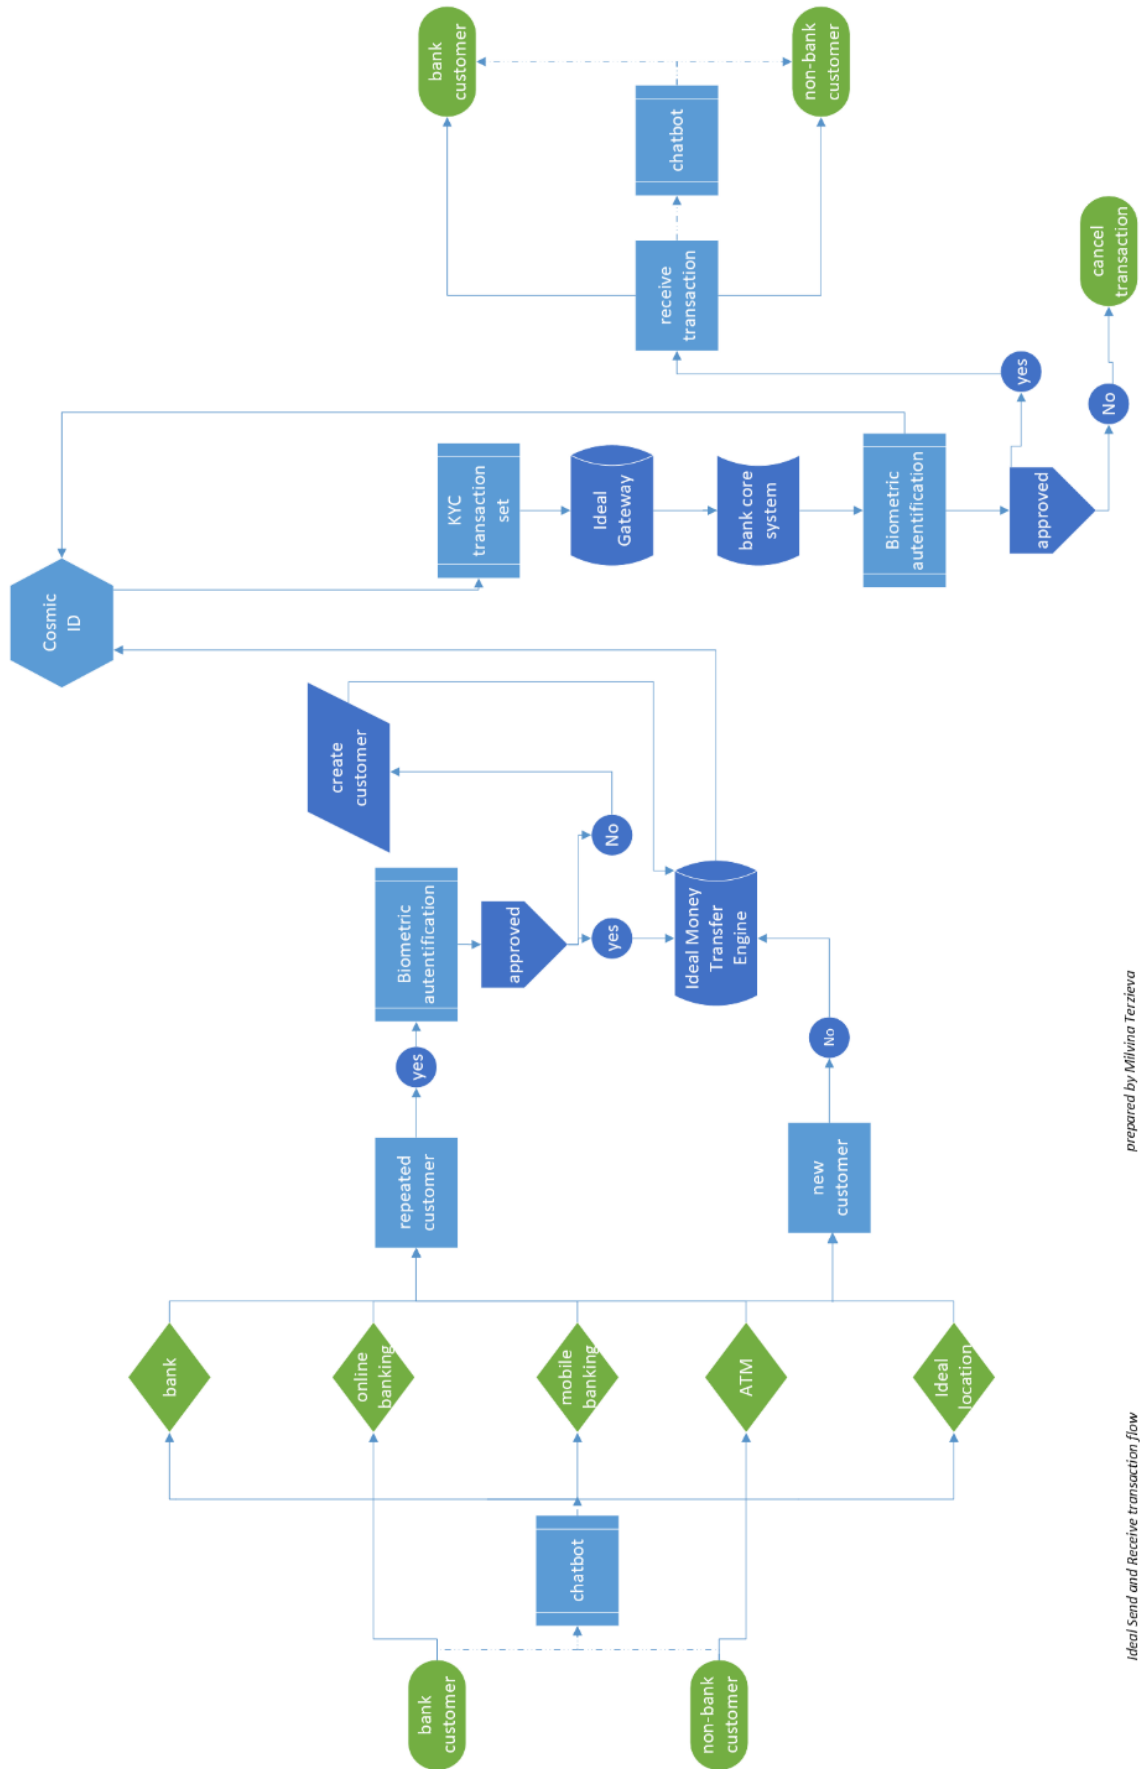 bank
customer
non-bank
customer
chatbot
bank
online
banking
mobile
banking
ATM
Ideal
location
repeated
customer
new
customer
yes
No
Biometric
autentification
approved
yes
No
create
customer
Ideal Money
Transfer
Engine
Cosmic
ID
KYC
transaction
set
Ideal
Gateway
bank core
system
Biometric
autentification
approved
yes
No
cancel
transaction
receive
transaction
chatbot
bank
customer
non-bank
customer
Ideal Send and Receive transaction flow
prepared by Milvina Terzieva